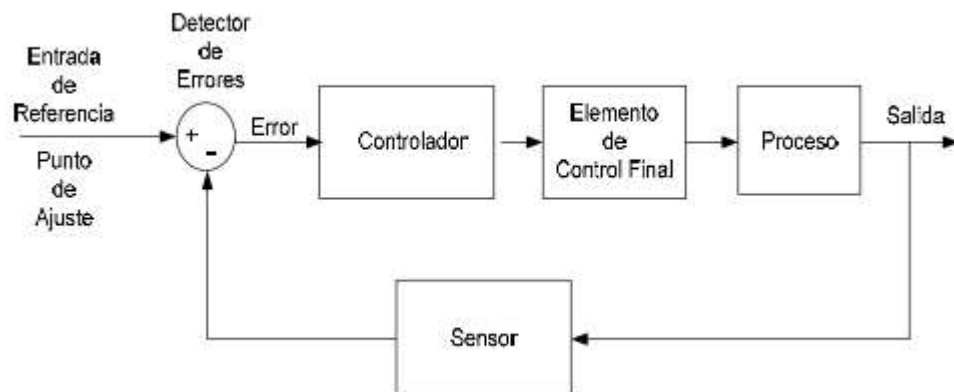 Entrada
de
Referencia
Punto
de
Ajuste
Detector
de
Errores
+
-
Error
Controlador
Elemento
de
Control Final
Proceso
Salida
Sensor